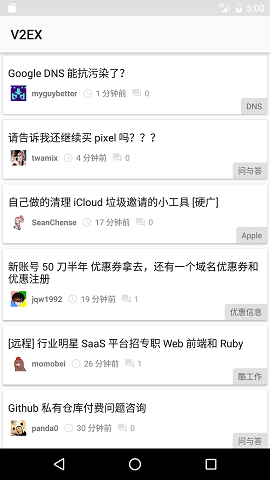 5:00
V2EX
Google DNS 能抗污染了?
myguybetter 1 分钟前 0
DNS
请告诉我还继续买 pixel 吗？？？
twamix 4 分钟前 0
问与答
自己做的清理 iCloud 垃圾邀请的小工具 [硬广]
SeanChense 17 分钟前 0
Apple
新账号 50 刀半年 优惠券拿去，还有一个域名优惠券和
优惠注册
jqw1992 19 分钟前 1
优惠信息
[远程] 行业明星 SaaS 平台招专职 Web 前端和 Ruby
momobei 26 分钟前 1
酷工作
Github 私有仓库付费问题咨询
panda0 30 分钟前 0
问与答